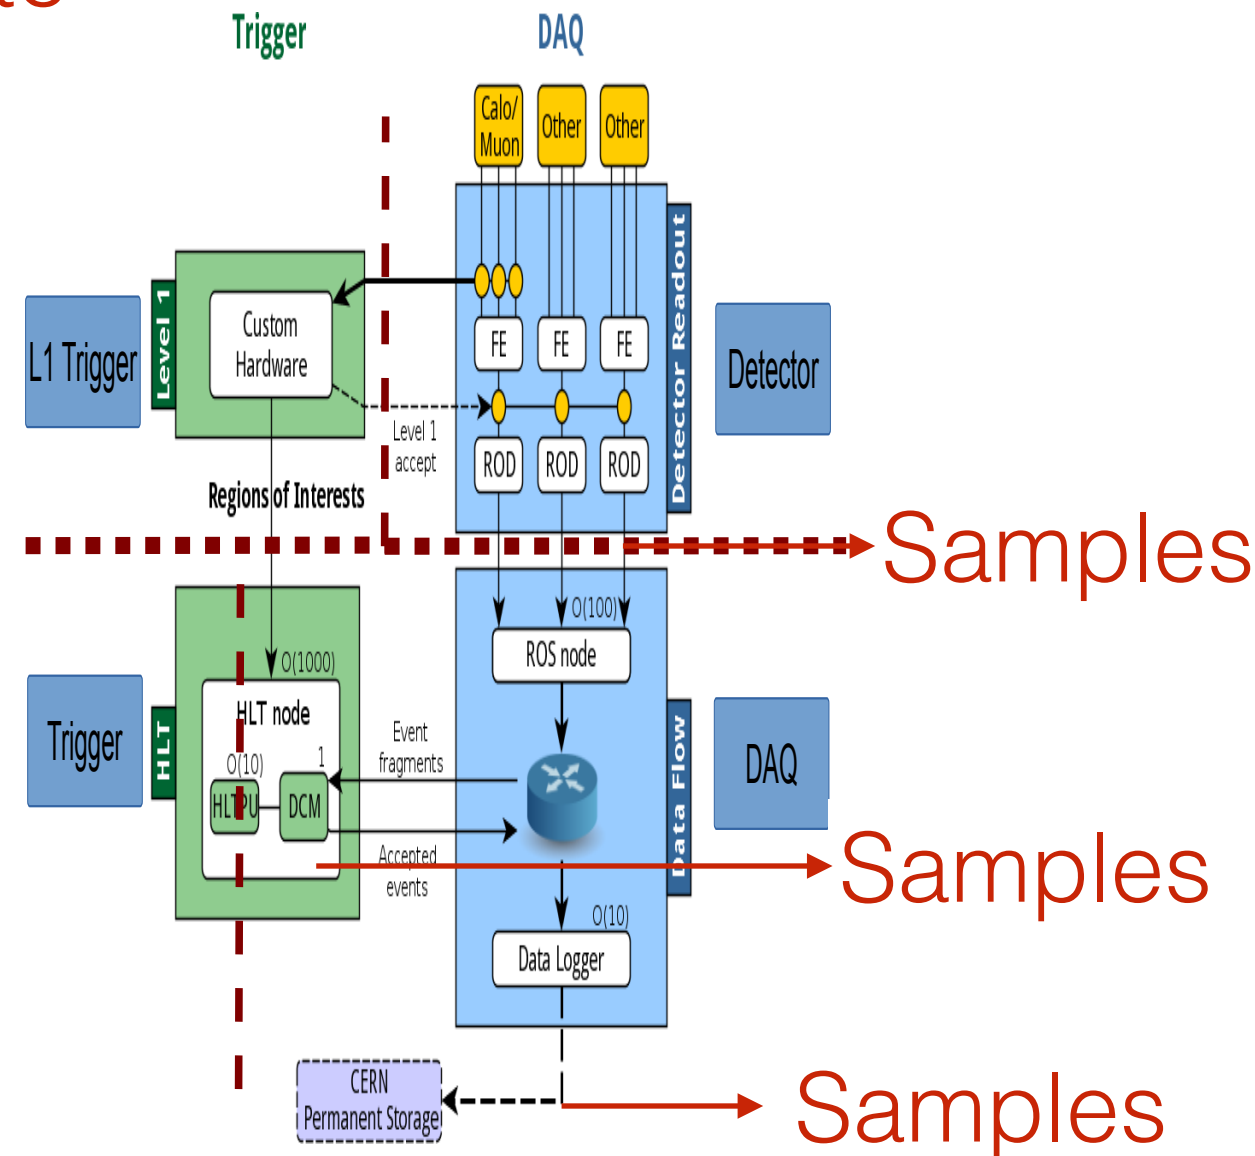 Trigger
DAQ
Calo/
Muon
Other
Other
Level 1
Custom
Hardware
L1 Trigger
FE
FE
FE
Detector Readout
Detector
Level 1
accept
ROD
ROD
ROD
Regions of Interests
Samples
O(100)
ROS node
O(1000)
HLT node
Trigger
HLT
O(10)
1
HLTPU
DCM
Event
fragments
Data Flow
DAQ
Accepted
events
Samples
O(10)
Data Logger
CERN
Permanent Storage
Samples